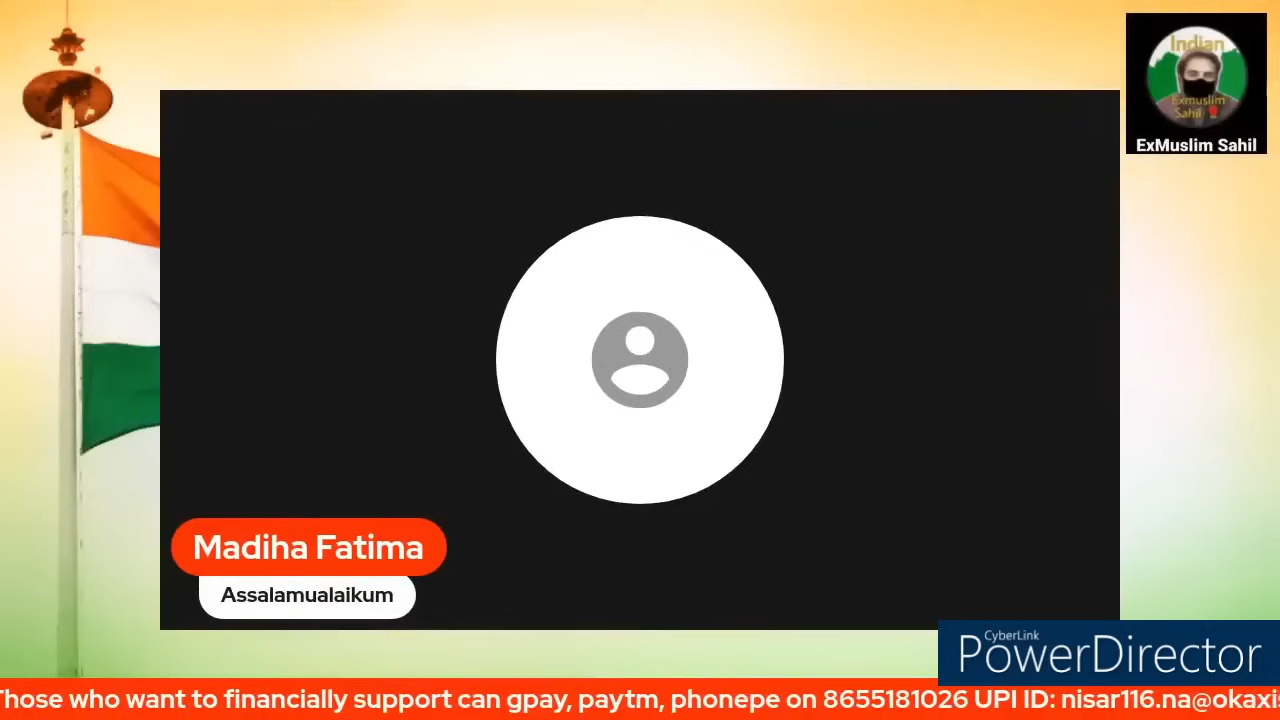 Indian
Exmuslim
Sahil
ExMuslim Sahil
Madiha Fatima
Assalamualaikum
CyberLink
PowerDirector
Those who want to financially support can gpay, paytm, phonepe on 8655181026 UPI ID: nisar116.na@okaxis